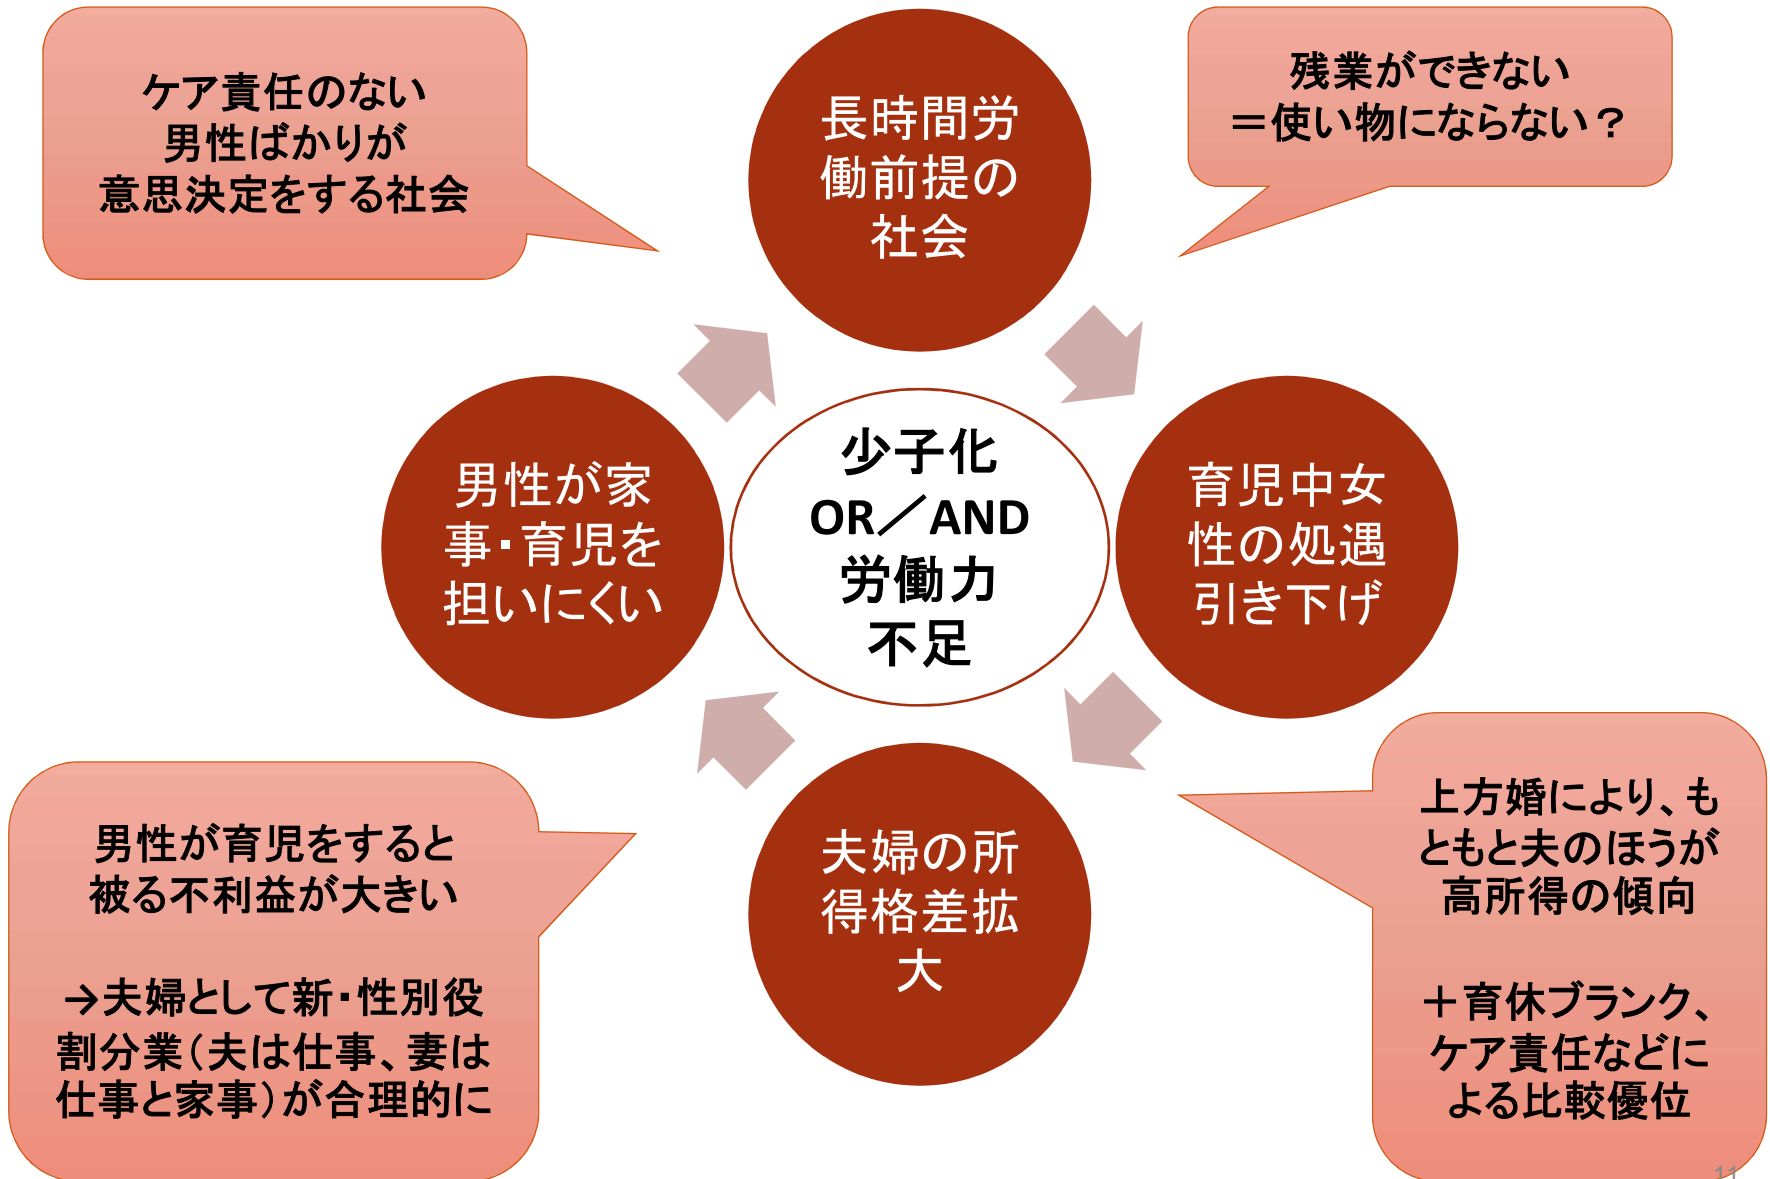 ケア責任のない
男性ばかりが
意思決定をする社会
長時間労
働前提の
社会
残業ができない
＝使い物にならない？
男性が家
事・育児を
担いにくい
少子化
OR／AND
労働力
不足
育児中女
性の処遇
引き下げ
男性が育児をすると
被る不利益が大きい
→夫婦として新・性別役
割分業（夫は仕事、妻は
仕事と家事）が合理的に
夫婦の所
得格差拡
大
上方婚により、も
ともと夫のほうが
高所得の傾向
＋育休ブランク、
ケア責任などに
よる比較優位
11